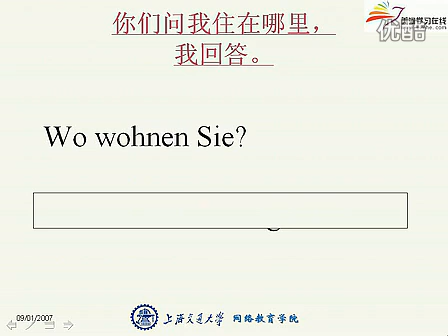 你们问我住在哪里，
我回答。
优酷
Wo wohnen Sie?
09/01/2007
上海交通大学 网络教育学院